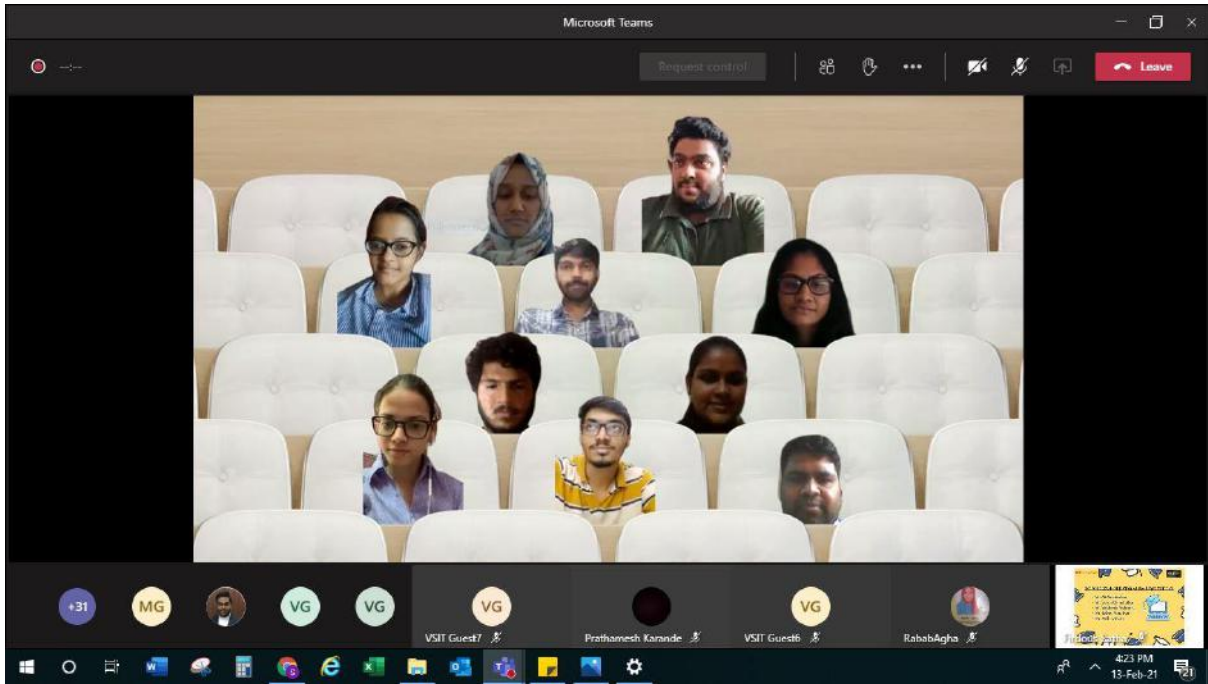 Microsoft Teams
--:--
Request control
Leave
+31
MG
VG
VG
VG
VG
VSIT Guest7
Prathamesh Karande
VSIT Guest6
RababAgha
4:23 PM
13-Feb-21
21